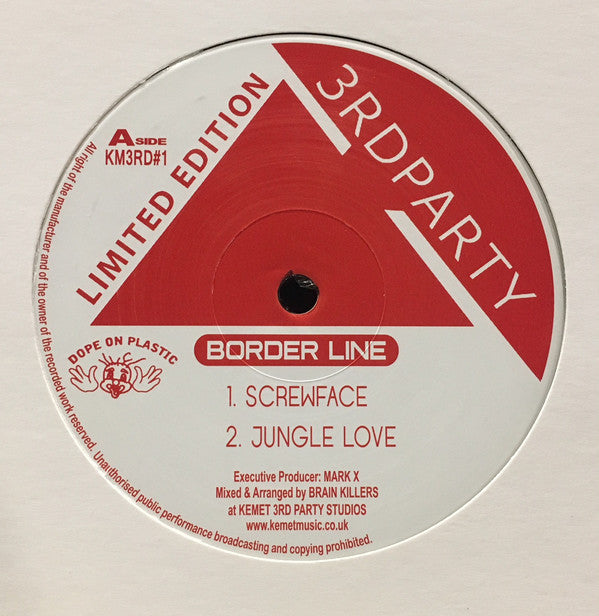 3RDPARTY
LIMITED EDITION
A SIDE
KM3RD#1
DOPE ON PLASTIC
BORDER LINE
1. SCREWFACE
2. JUNGLE LOVE
Executive Producer: MARK X
Mixed & Arranged by BRAIN KILLERS
at KEMET 3RD PARTY STUDIOS
www.kemetmusic.co.uk
All right of the manufacturer and of the owner of the recorded work reserved. Unauthorised public performance broadcasting and copying prohibited.